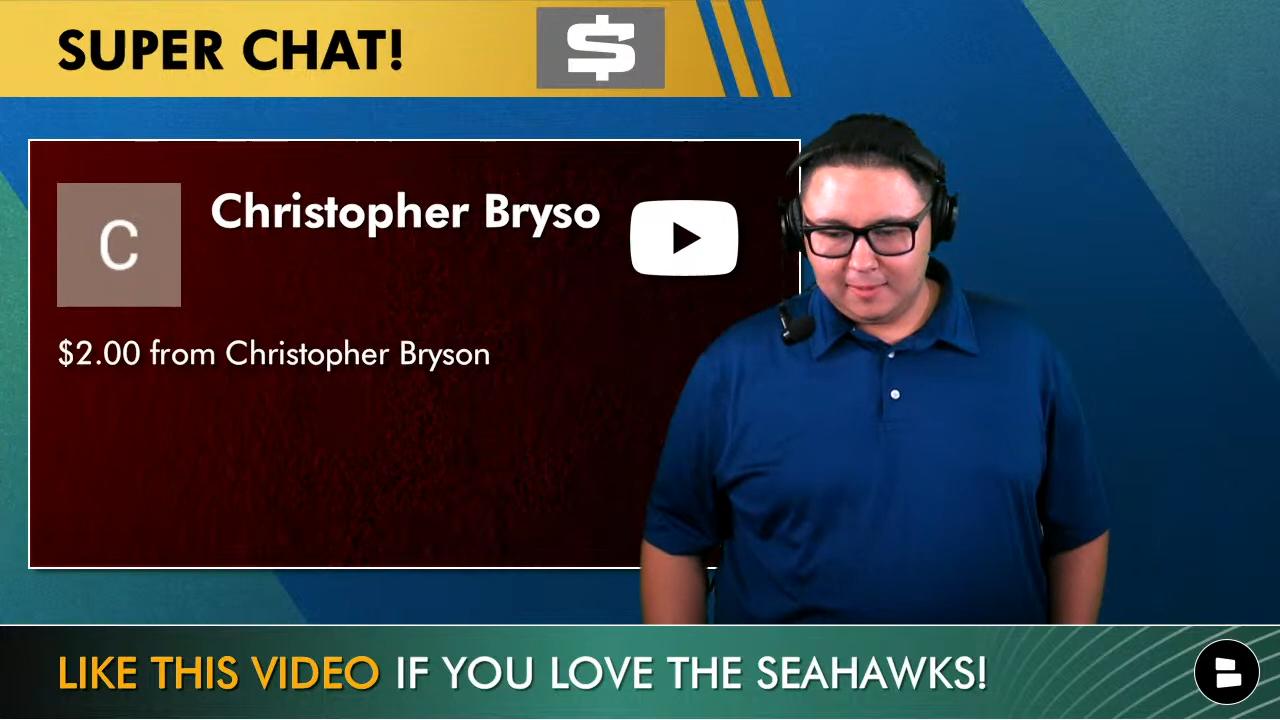 SUPER CHAT!
$
C
Christopher Bryso
$2.00 from Christopher Bryson
LIKE THIS VIDEO IF YOU LOVE THE SEAHAWKS!